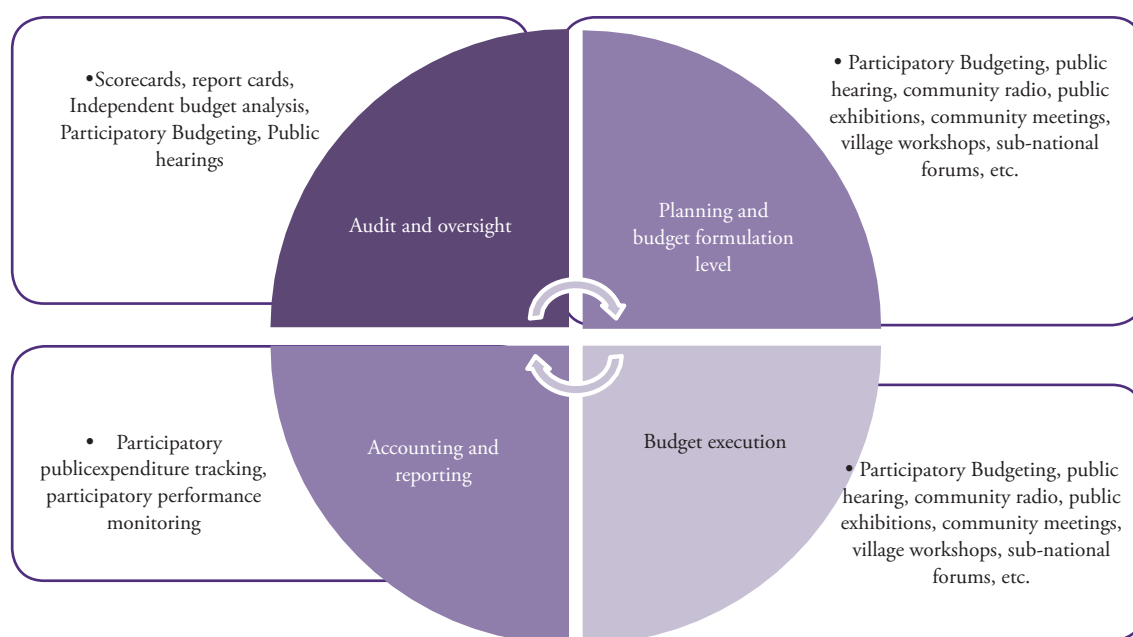 •Scorecards, report cards,
Independent budget analysis,
Participatory Budgeting, Public
hearings
Audit and oversight
• Participatory Budgeting, public
hearing, community radio, public
exhibitions, community meetings,
village workshops, sub-national
forums, etc.
Planning and
budget formulation
level
• Participatory
publicexpenditure tracking,
participatory performance
monitoring
Accounting and
reporting
Budget execution
• Participatory Budgeting, public
hearing, community radio, public
exhibitions, community meetings,
village workshops, sub-national
forums, etc.